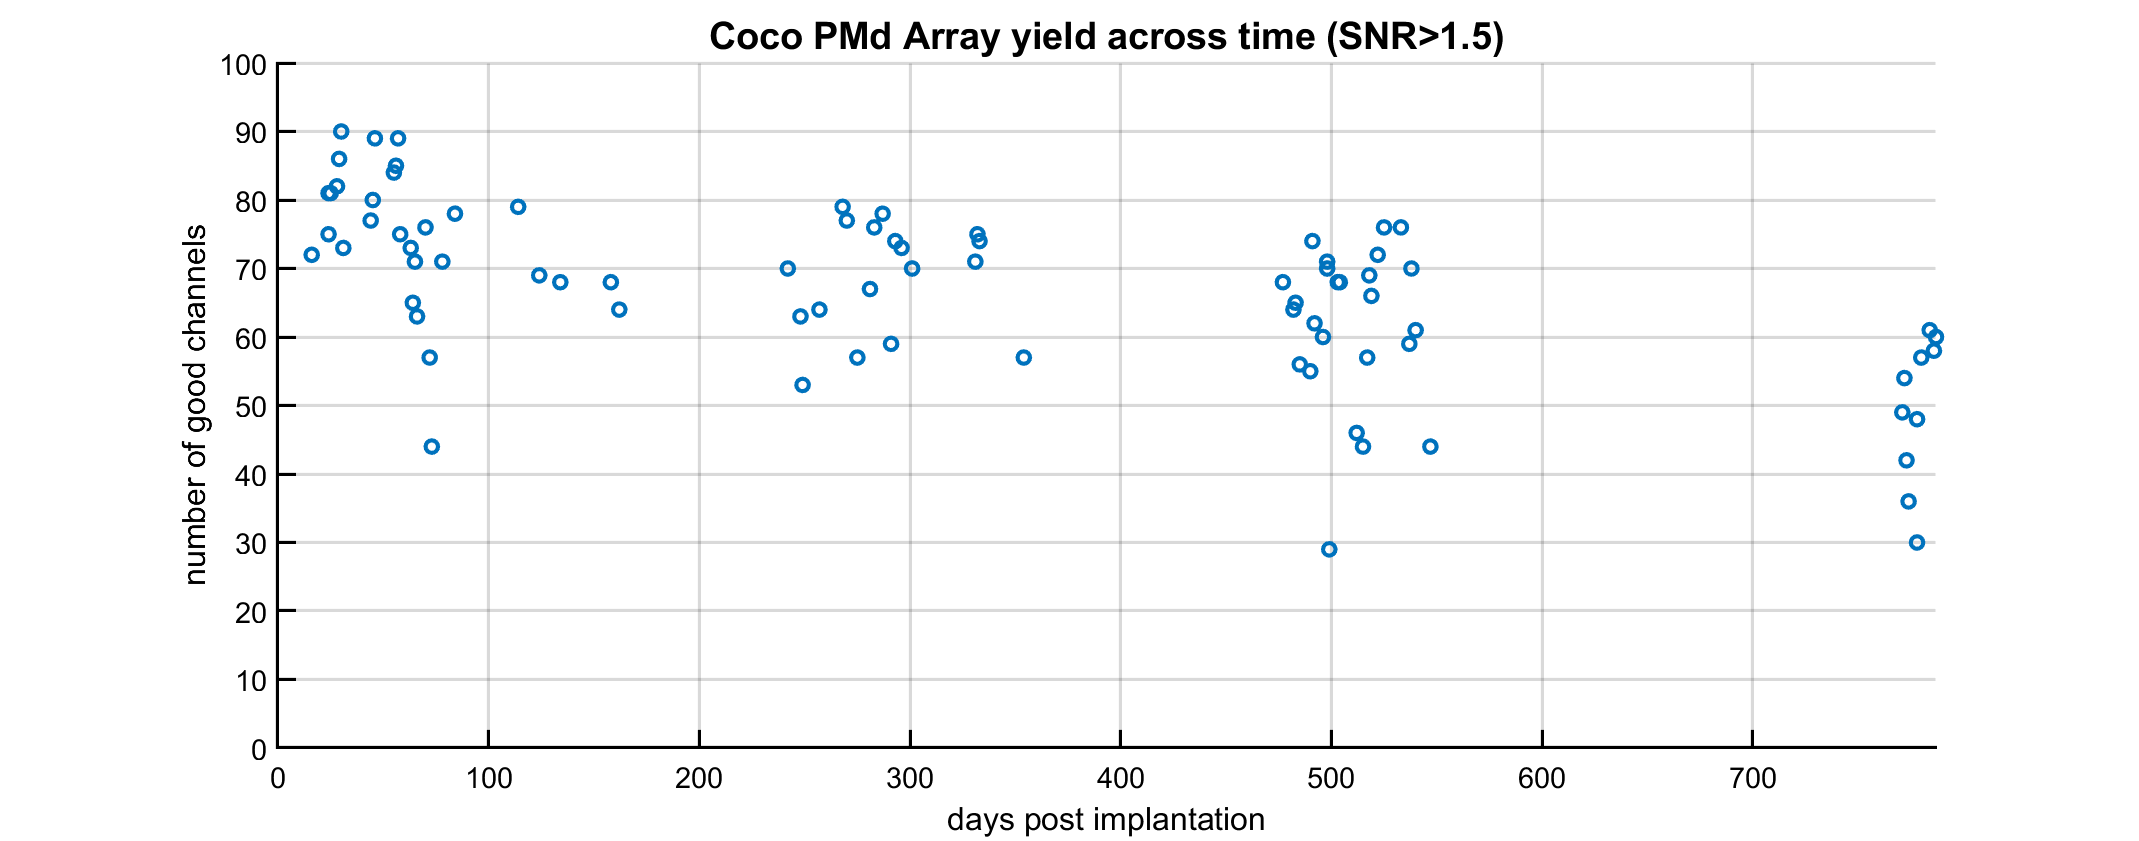 Coco PMd Array yield across time (SNR>1.5)
100
90
80
70
60
50
40
30
20
10
0
number of good channels
0 100 200 300 400 500 600 700
days post implantation